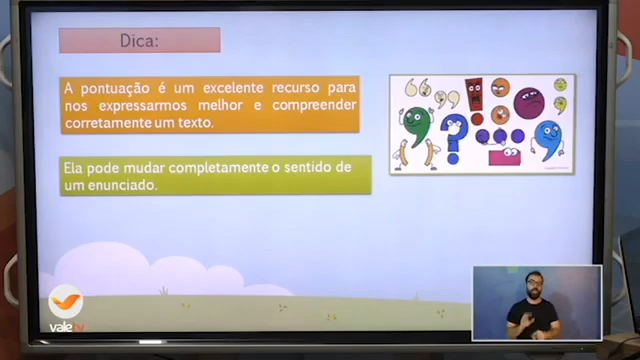 Dica:
A pontuação é um excelente recurso para
nos expressarmos melhor e compreender
corretamente um texto.
Ela pode mudar completamente o sentido de
um enunciado.
vale tv